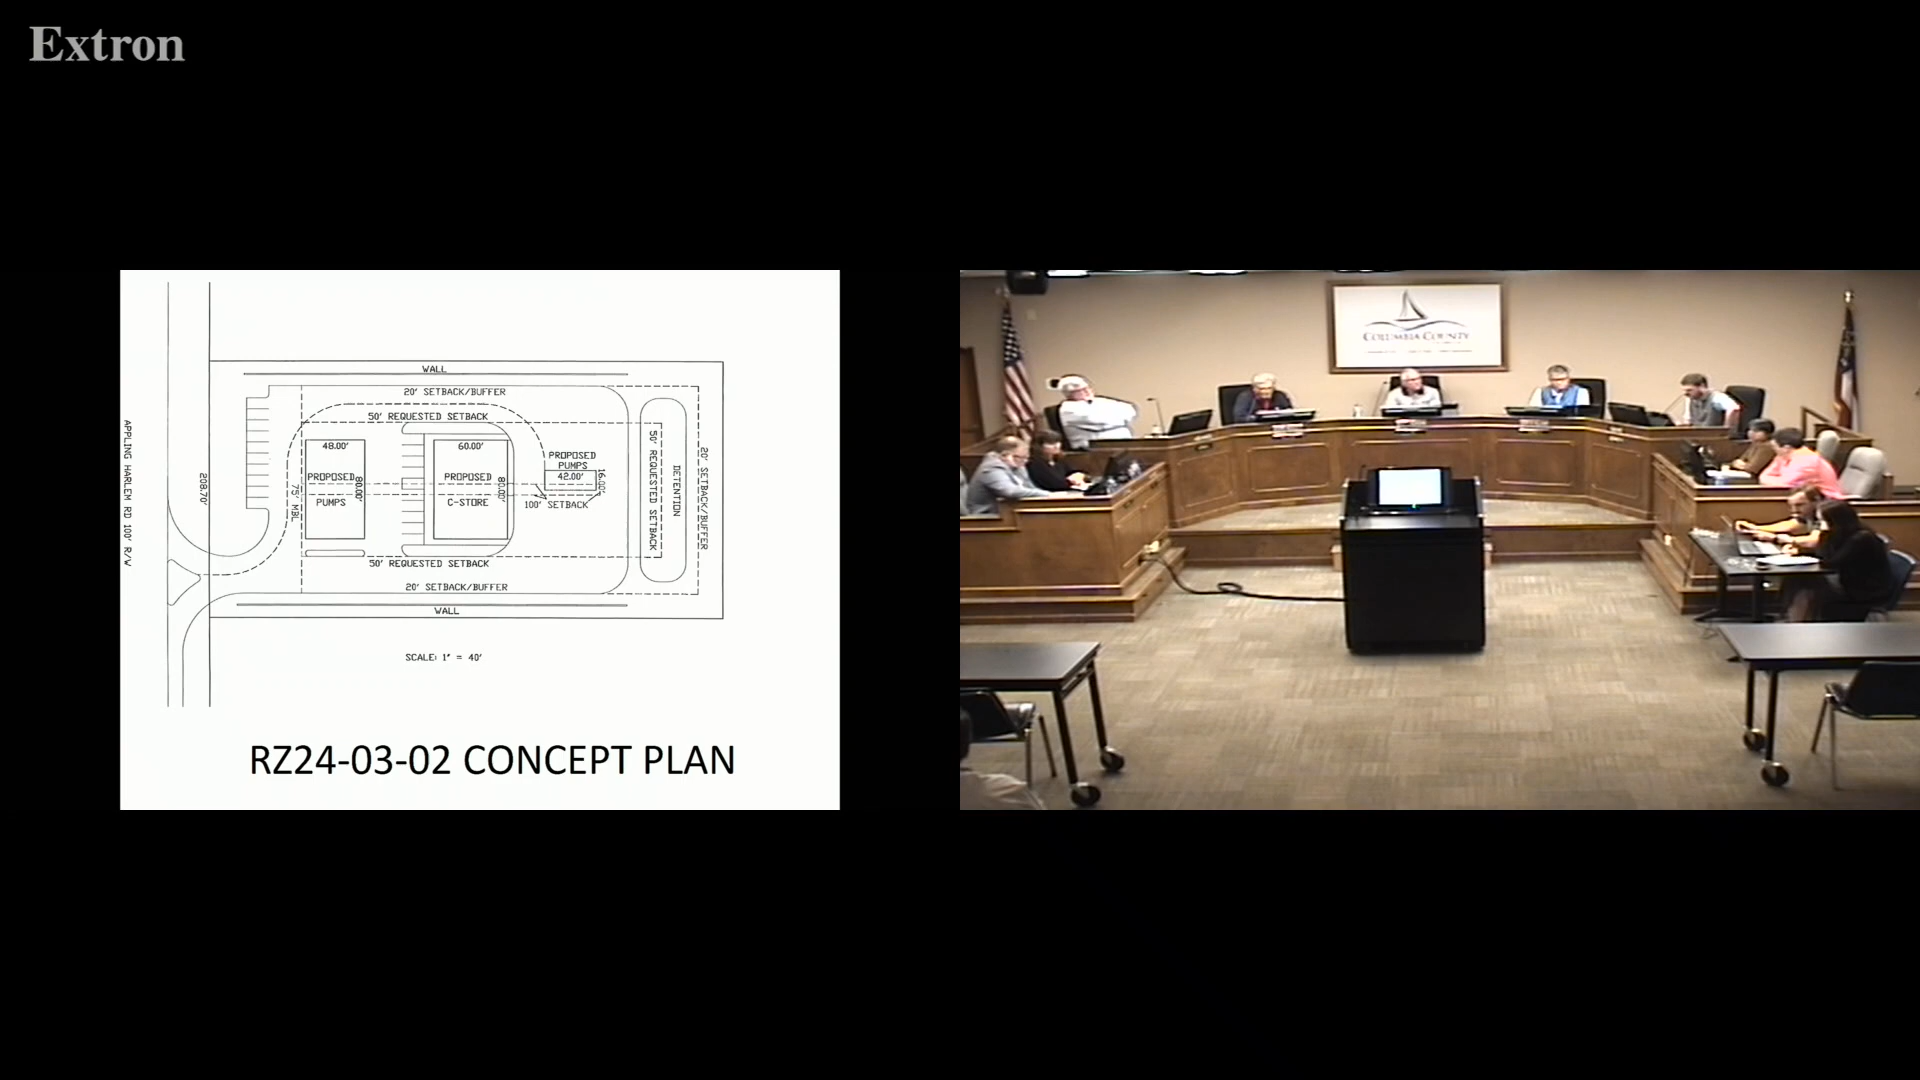 Extron
WALL
20' SETBACK/BUFFER
50' REQUESTED SETBACK
48.00'
PROPOSED
PUMPS
80.00'
60.00'
PROPOSED
C-STORE
80.00'
PROPOSED
PUMPS
42.00'
16.00'
100' SETBACK
50' REQUESTED SETBACK
DETENTION
20' SETBACK/BUFFER
APPLING HARLEM RD 100' R/W
208.70'
75' MBL
50' REQUESTED SETBACK
20' SETBACK/BUFFER
WALL
SCALE: 1" = 40'
RZ24-03-02 CONCEPT PLAN
COLUMBIA COUNTY